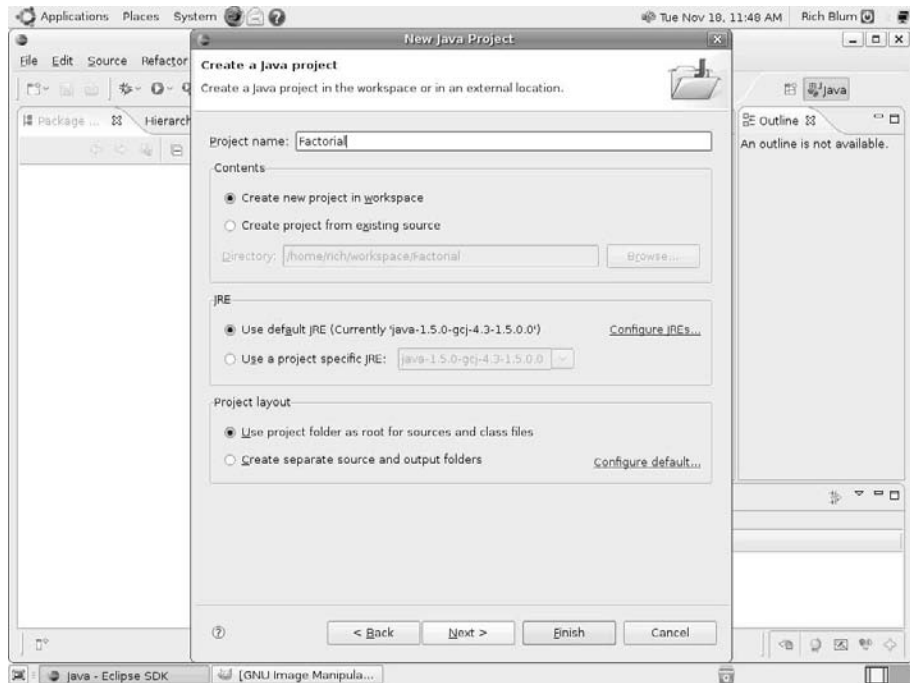 Applications Places System
Tue Nov 18, 11:48 AM Rich Blum
New Java Project
File Edit Source Refactor
Create a Java project
Create a Java project in the workspace or in an external location.
Java
Package ... Hierarch
Outline
An outline is not available.
Project name: Factorial
Contents
Create new project in workspace
Create project from existing source
Directory: /home/rich/workspace/Factorial Browse...
JRE
Use default JRE (Currently 'java-1.5.0-gcj-4.3-1.5.0.0') Configure JREs...
Use a project specific JRE: java-1.5.0-gcj-4.3-1.5.0.0
Project layout
Use project folder as root for sources and class files
Create separate source and output folders Configure default...
< Back Next > Finish Cancel
Java - Eclipse SDK [GNU Image Manipula...